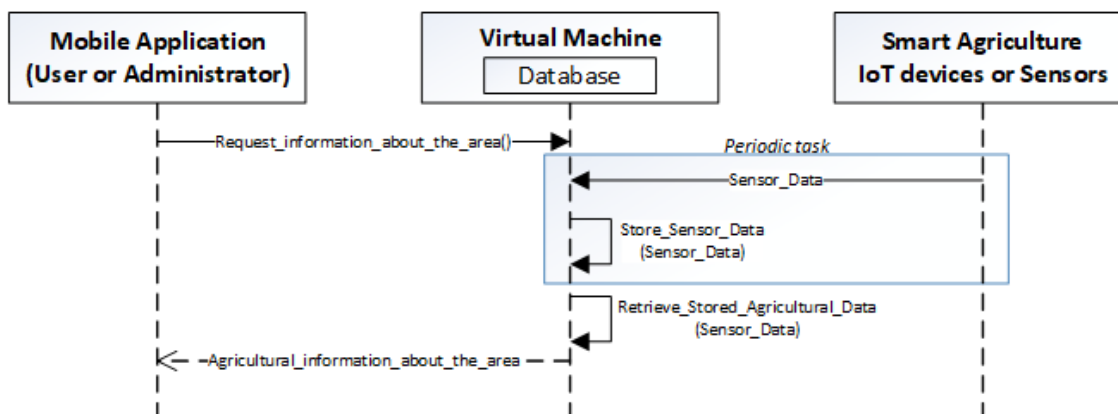 Mobile Application
(User or Administrator)
Virtual Machine
Database
Smart Agriculture
IoT devices or Sensors
Request_information_about_the_area()
Periodic task
Sensor_Data
Store_Sensor_Data
(Sensor_Data)
Retrieve_Stored_Agricultural_Data
(Sensor_Data)
Agricultural_information_about_the_area